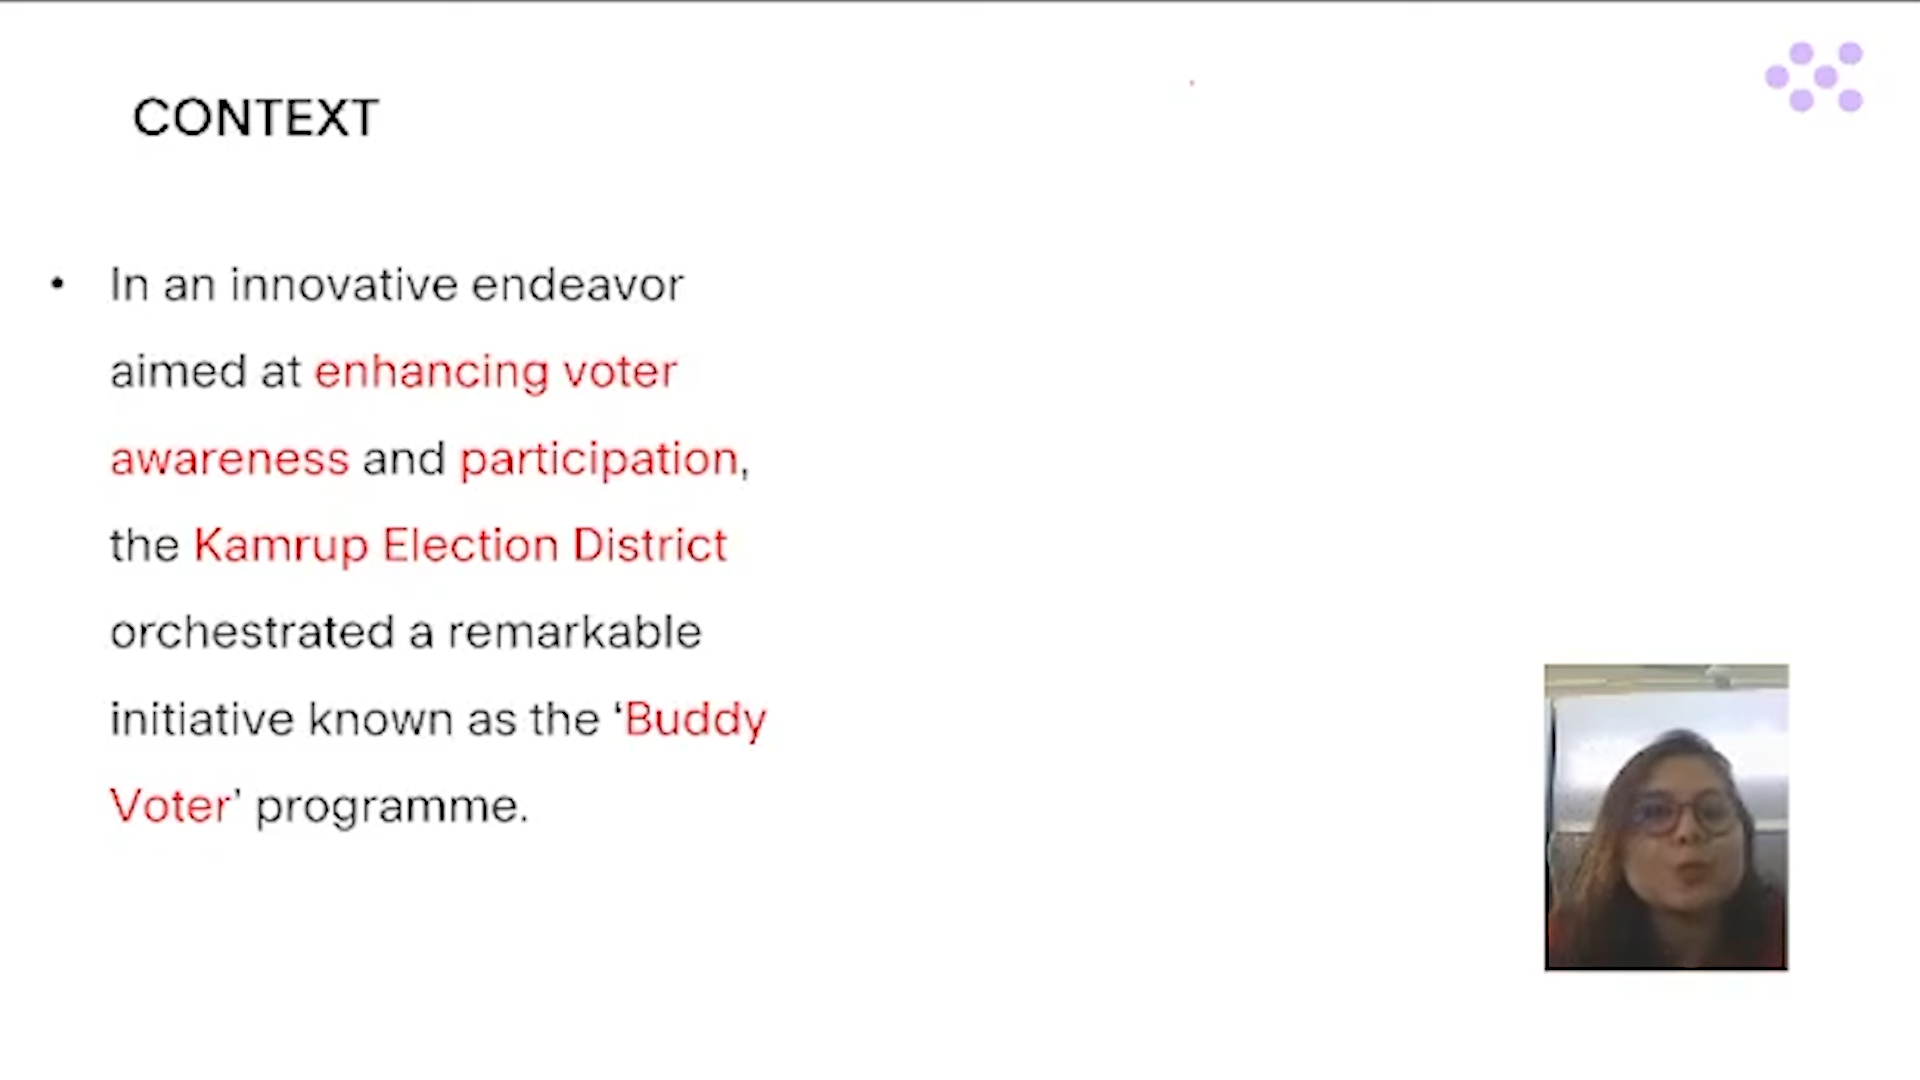 CONTEXT
• In an innovative endeavor
aimed at enhancing voter
awareness and participation,
the Kamrup Election District
orchestrated a remarkable
initiative known as the ‘Buddy
Voter’ programme.